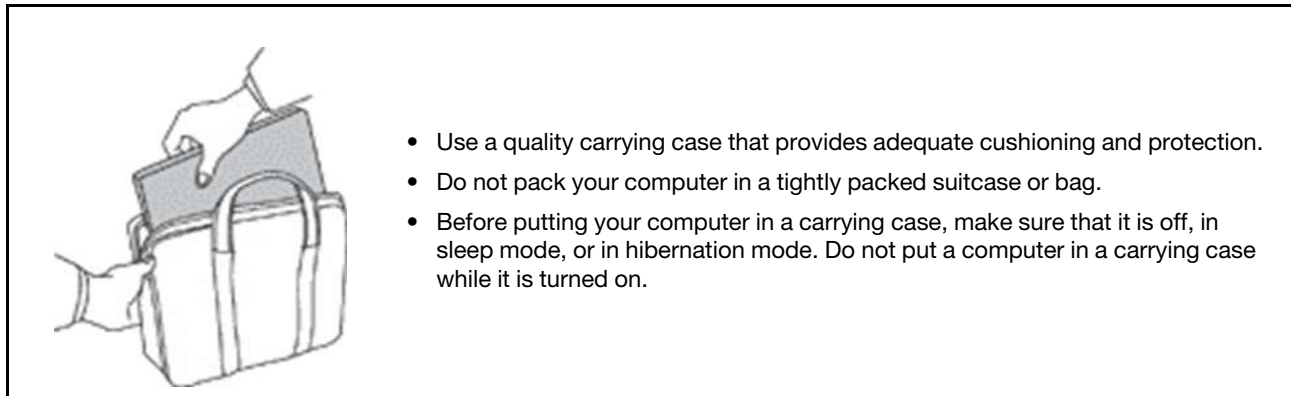 • Use a quality carrying case that provides adequate cushioning and protection.
• Do not pack your computer in a tightly packed suitcase or bag.
• Before putting your computer in a carrying case, make sure that it is off, in
sleep mode, or in hibernation mode. Do not put a computer in a carrying case
while it is turned on.